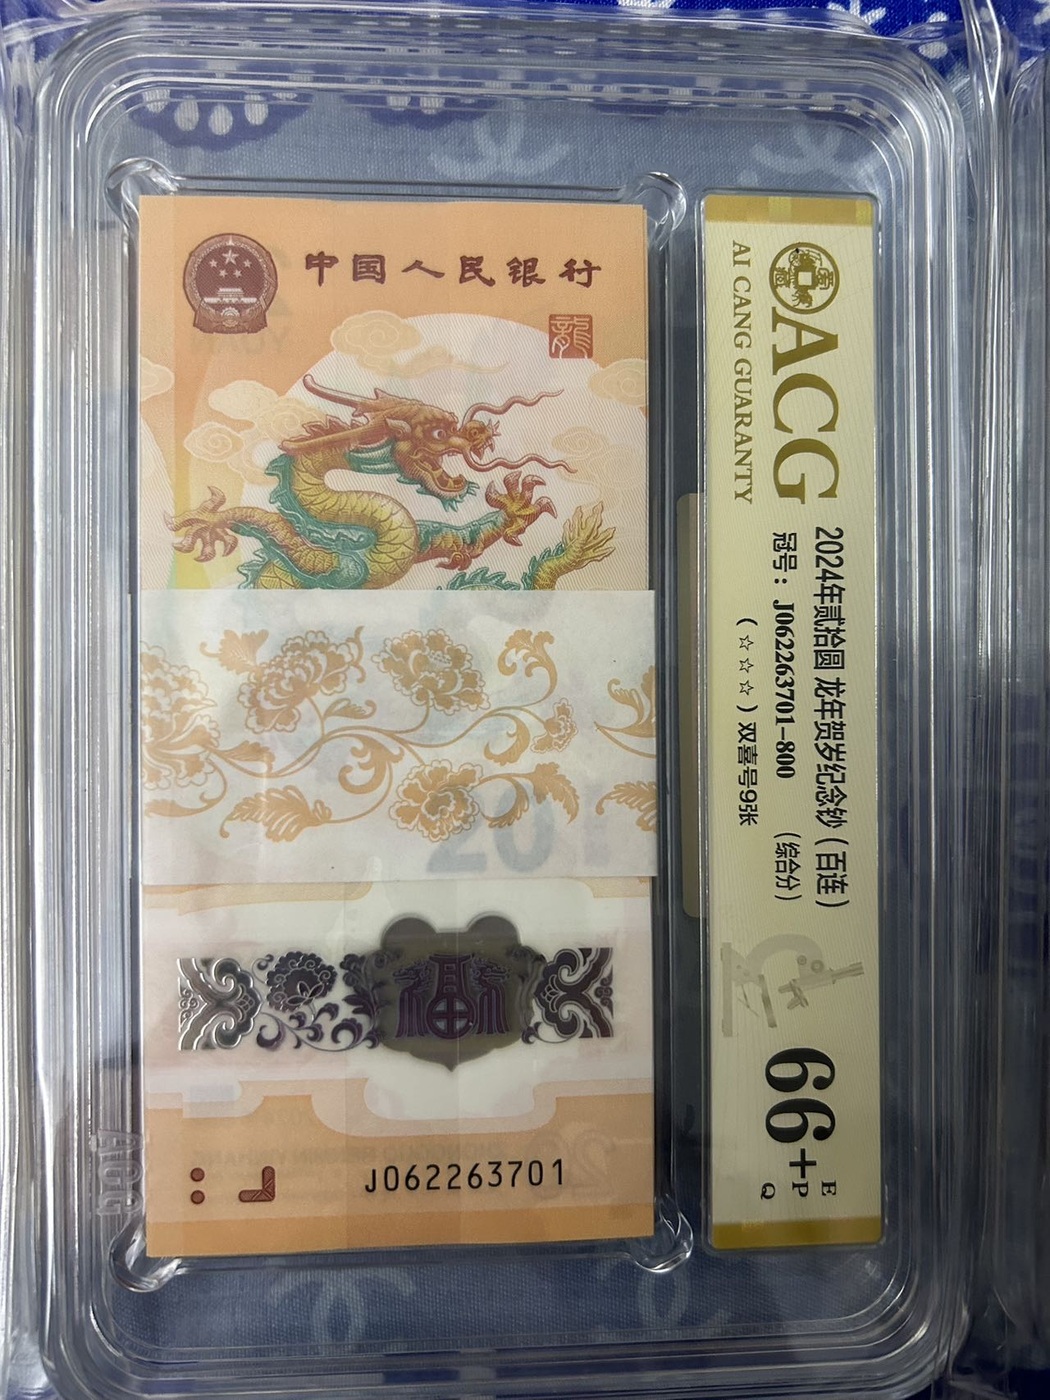 中国人民银行
龍
J062263701
ACG
AI CANG GUARANTY
2024年贰拾圆 龙年贺岁纪念钞（百连）
冠号：J062263701-800 （综合分）
（☆☆☆）双喜号9张
66+EPQ